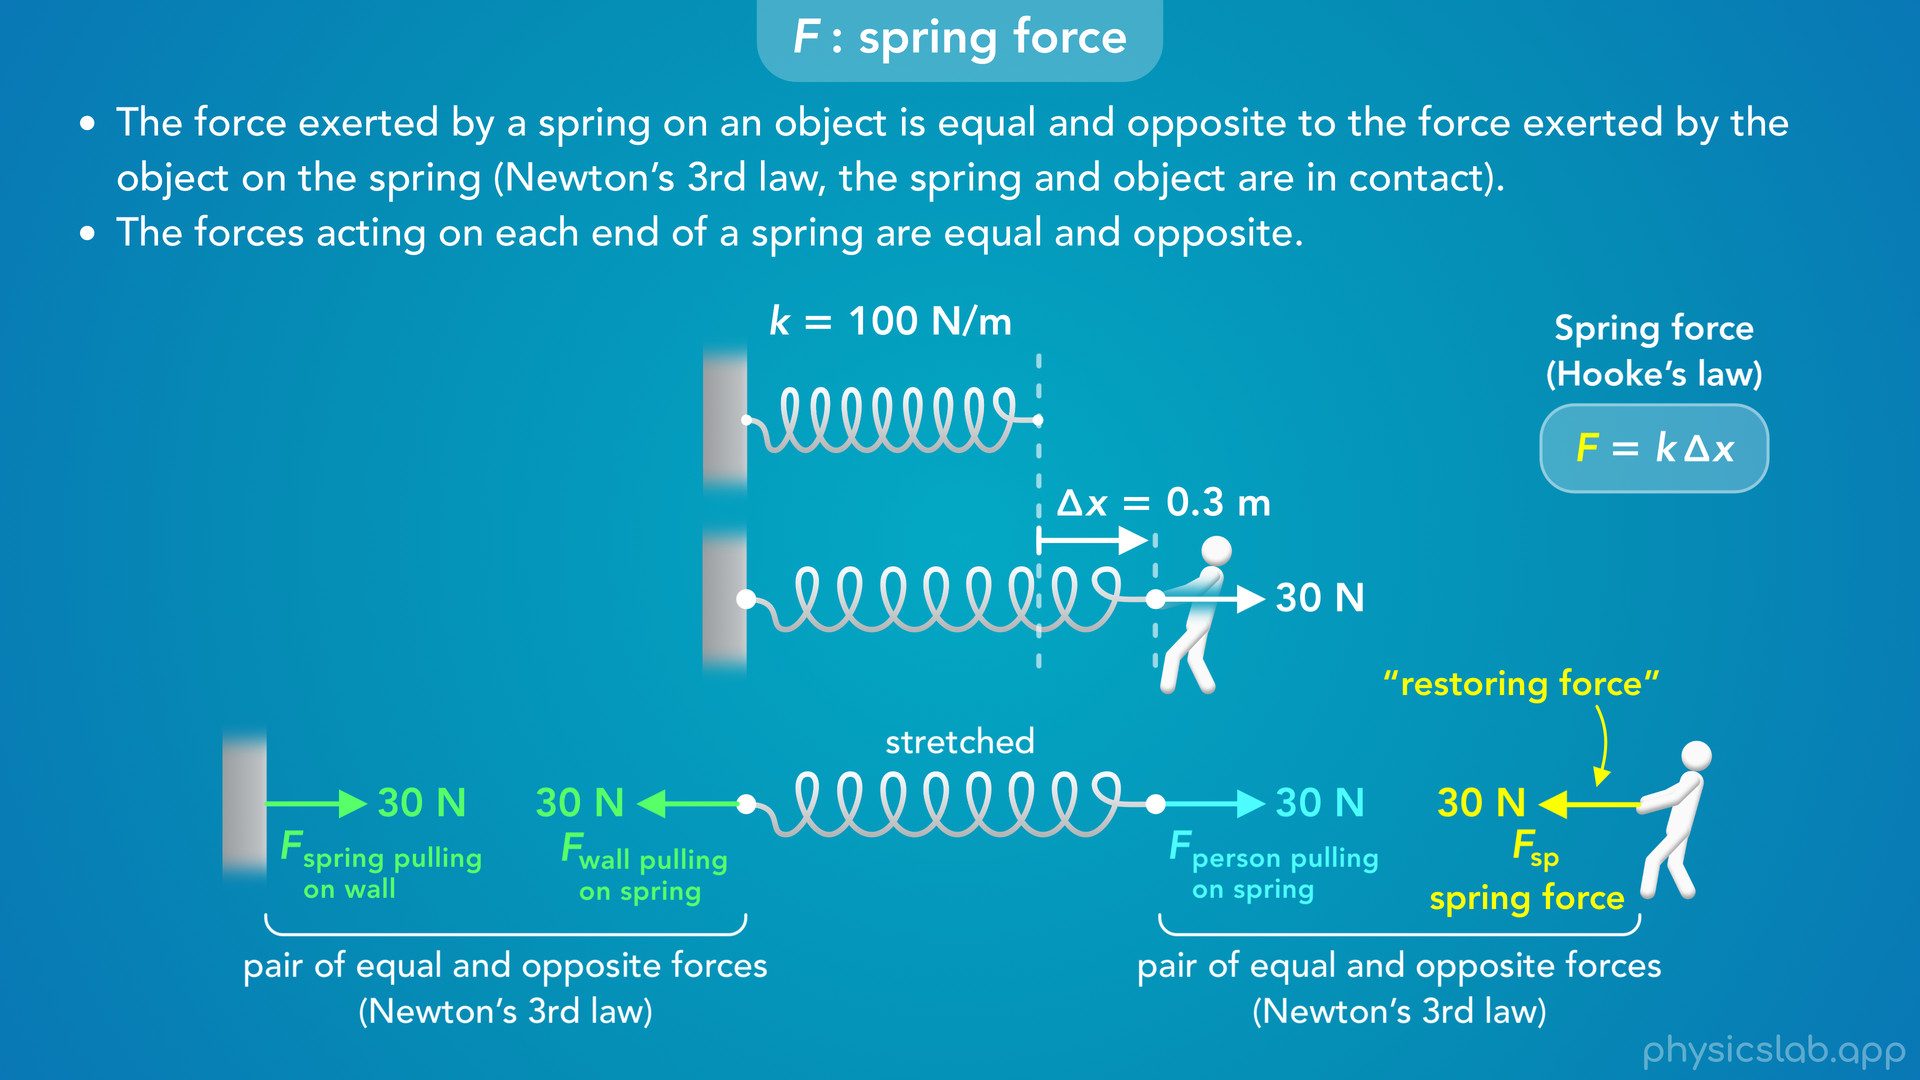 F : spring force
• The force exerted by a spring on an object is equal and opposite to the force exerted by the
object on the spring (Newton’s 3rd law, the spring and object are in contact).
• The forces acting on each end of a spring are equal and opposite.
k = 100 N/m
Spring force
(Hooke’s law)
F = k Δx
Δx = 0.3 m
30 N
“restoring force”
stretched
30 N
F spring pulling
on wall
30 N
F wall pulling
on spring
30 N
F person pulling
on spring
30 N
Fsp
spring force
pair of equal and opposite forces
(Newton’s 3rd law)
pair of equal and opposite forces
(Newton’s 3rd law)
physicslab.app